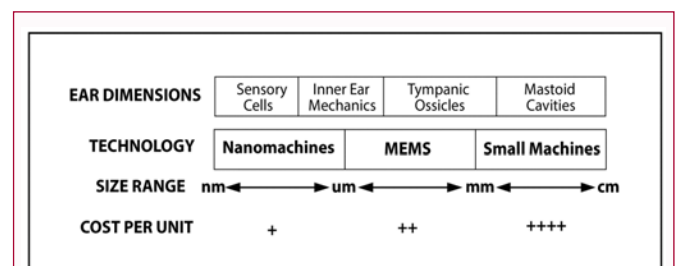 EAR DIMENSIONS Sensory Cells Inner Ear Mechanics Tympanic Ossicles Mastoid Cavities
TECHNOLOGY Nanomachines MEMS Small Machines
SIZE RANGE nm um mm cm
COST PER UNIT + ++ ++++